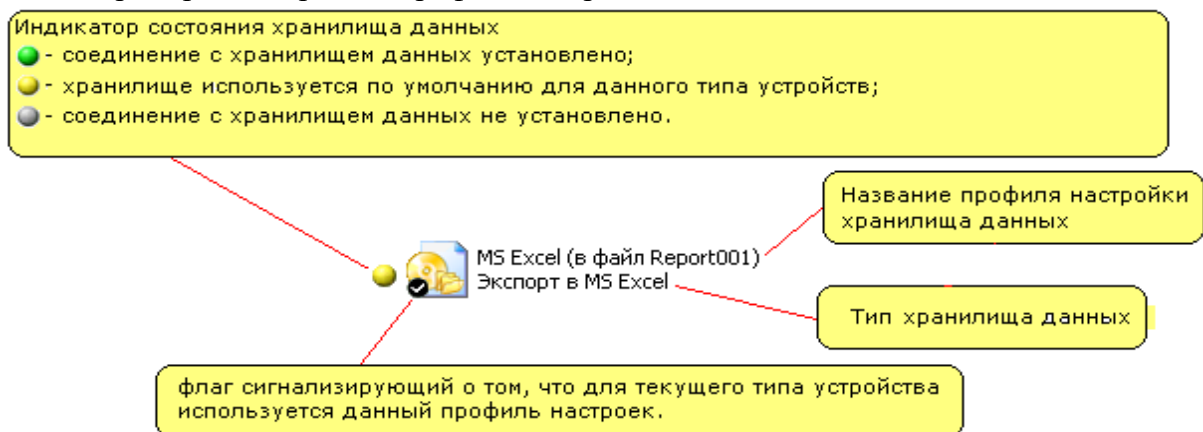 Индикатор состояния хранилища данных
- соединение с хранилищем данных установлено;
- хранилище используется по умолчанию для данного типа устройств;
- соединение с хранилищем данных не установлено.
Название профиля настройки
хранилища данных
MS Excel (в файл Report001)
Экспорт в MS Excel
Тип хранилища данных
флаг сигнализирующий о том, что для текущего типа устройства
используется данный профиль настроек.